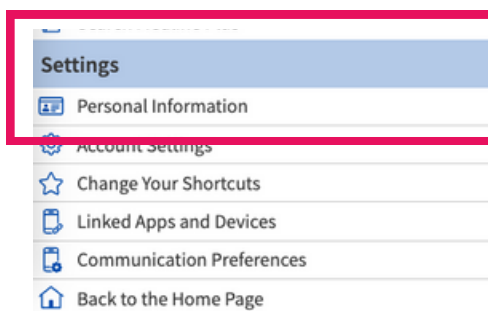 Settings
Personal Information
Account Settings
Change Your Shortcuts
Linked Apps and Devices
Communication Preferences
Back to the Home Page